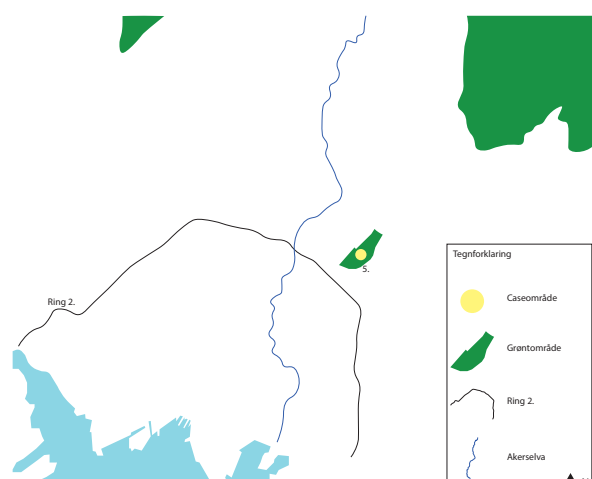 Ring 2.
5.
Tegnforklaring
Caseområde
Grøntområde
Ring 2.
Akerselva